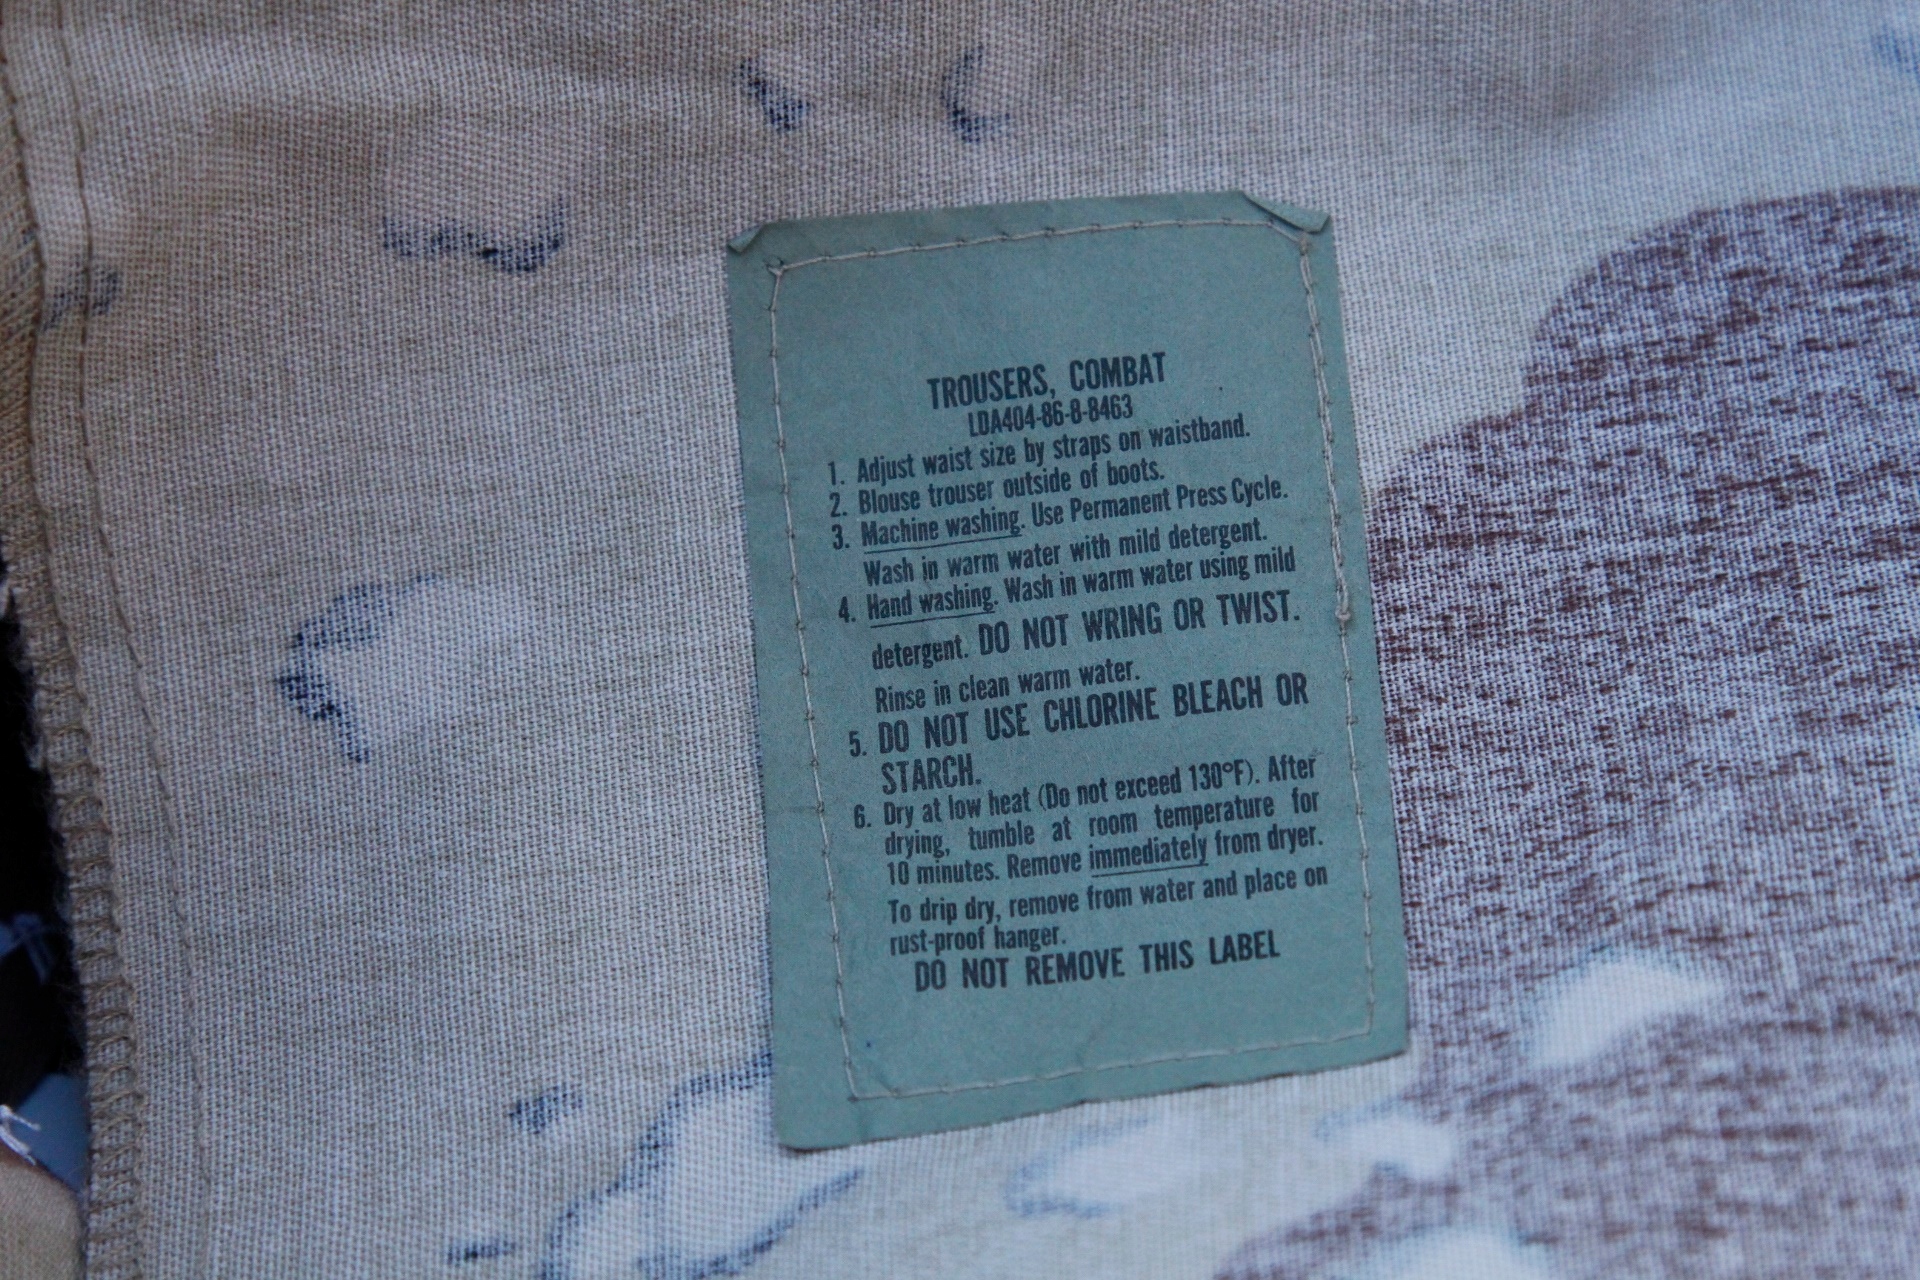 TROUSERS, COMBAT
LDA404-86-8-8463
1. Adjust waist size by straps on waistband.
2. Blouse trouser outside of boots.
3. Machine washing. Use Permanent Press Cycle.
Wash in warm water with mild detergent.
4. Hand washing. Wash in warm water using mild
detergent. DO NOT WRING OR TWIST.
Rinse in clean warm water.
5. DO NOT USE CHLORINE BLEACH OR
STARCH.
6. Dry at low heat (Do not exceed 130°F). After
drying, tumble at room temperature for
10 minutes. Remove immediately from dryer.
To drip dry, remove from water and place on
rust-proof hanger.
DO NOT REMOVE THIS LABEL